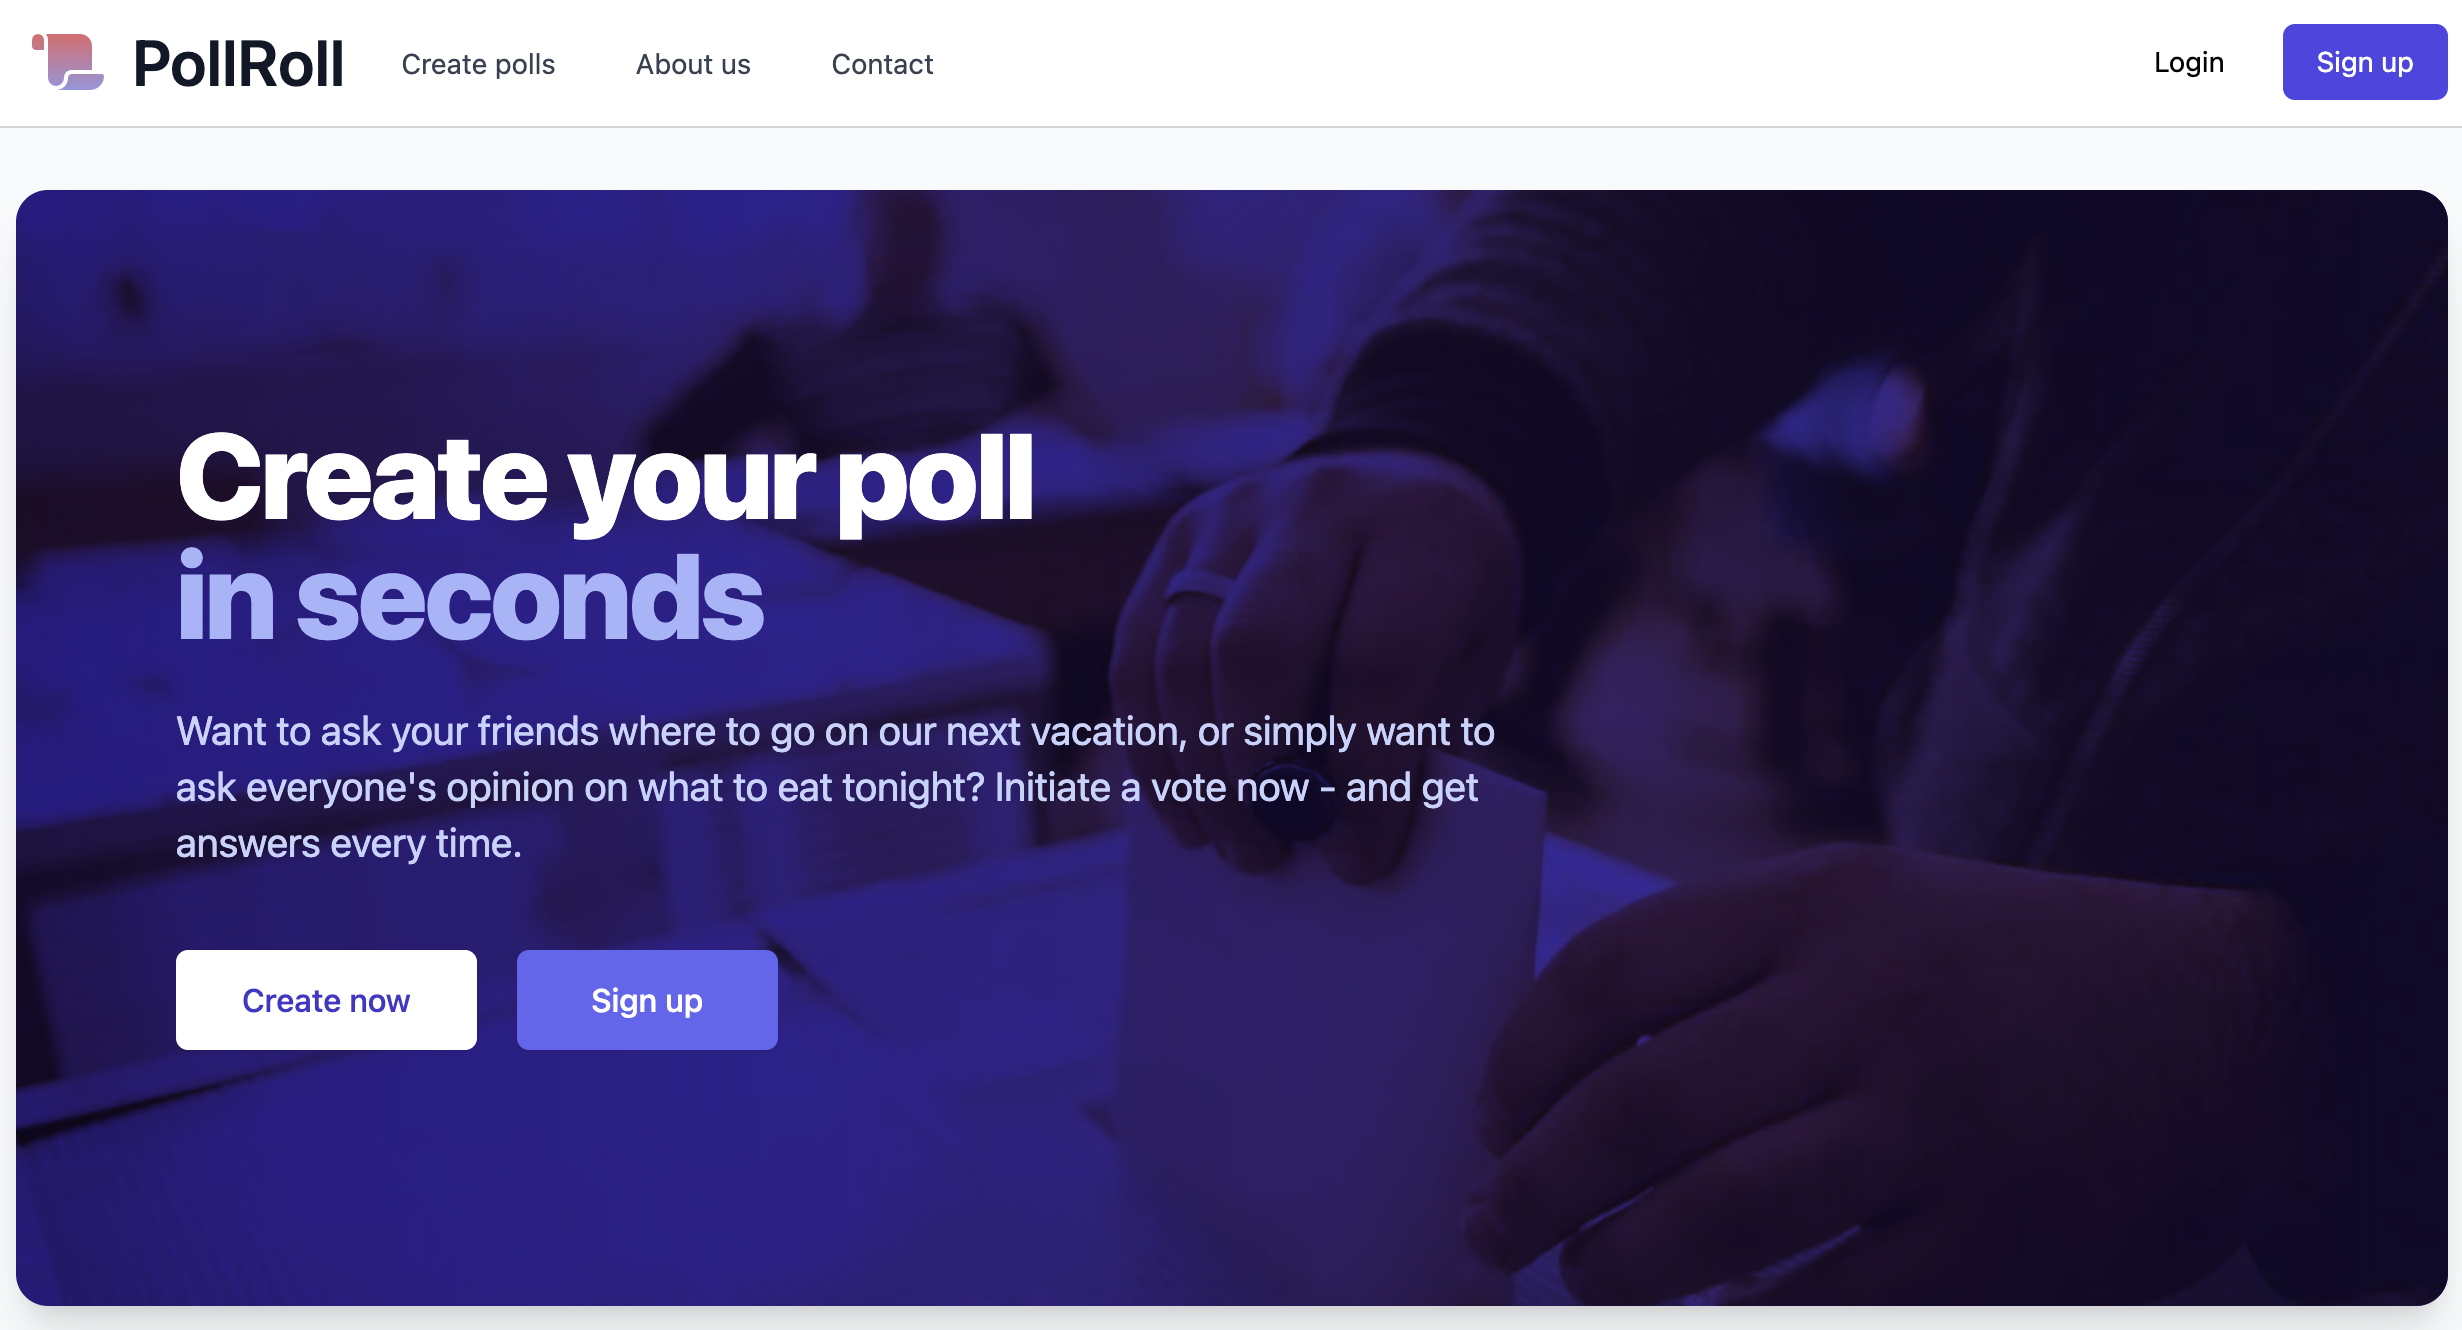 PollRoll
Create polls
About us
Contact
Login
Sign up
Create your poll
in seconds
Want to ask your friends where to go on our next vacation, or simply want to
ask everyone's opinion on what to eat tonight? Initiate a vote now - and get
answers every time.
Create now
Sign up